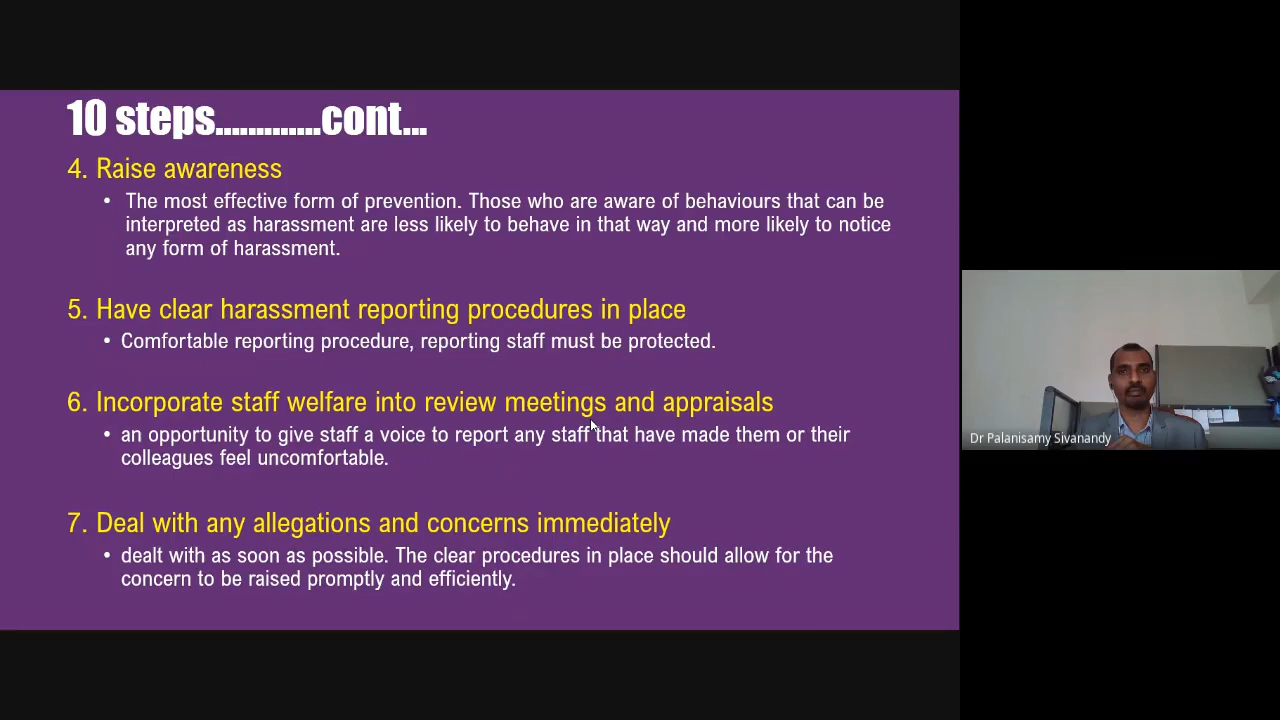 10 steps.............cont...
4. Raise awareness
• The most effective form of prevention. Those who are aware of behaviours that can be
interpreted as harassment are less likely to behave in that way and more likely to notice
any form of harassment.
5. Have clear harassment reporting procedures in place
• Comfortable reporting procedure, reporting staff must be protected.
6. Incorporate staff welfare into review meetings and appraisals
• an opportunity to give staff a voice to report any staff that have made them or their
colleagues feel uncomfortable.
7. Deal with any allegations and concerns immediately
• dealt with as soon as possible. The clear procedures in place should allow for the
concern to be raised promptly and efficiently.
Dr Palanisamy Sivanandy